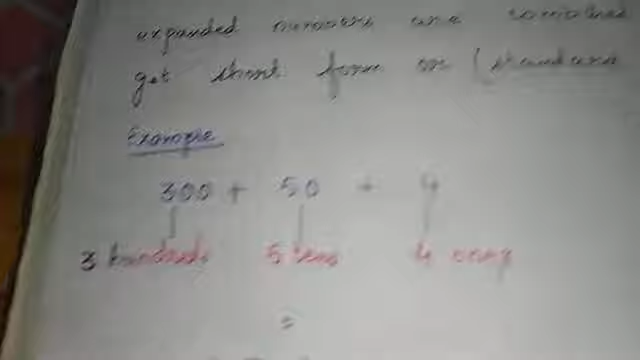 expanded numbers are combined
get short form or (standard
Example
300 + 50 + 4
3 hundreds 5 tens 4 ones
=